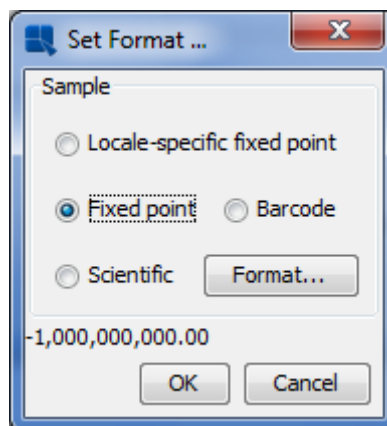 Set Format ...
Sample
Locale-specific fixed point
Fixed point Barcode
Scientific Format...
-1,000,000,000.00
OK Cancel